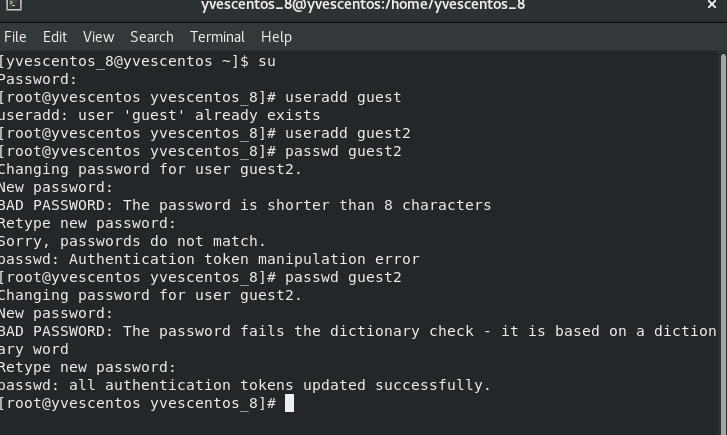 yvescentos_8@yvescentos:/home/yvescentos_8
File Edit View Search Terminal Help
[yvescentos_8@yvescentos ~]$ su
Password:
[root@yvescentos yvescentos_8]# useradd guest
useradd: user 'guest' already exists
[root@yvescentos yvescentos_8]# useradd guest2
[root@yvescentos yvescentos_8]# passwd guest2
Changing password for user guest2.
New password:
BAD PASSWORD: The password is shorter than 8 characters
Retype new password:
Sorry, passwords do not match.
passwd: Authentication token manipulation error
[root@yvescentos yvescentos_8]# passwd guest2
Changing password for user guest2.
New password:
BAD PASSWORD: The password fails the dictionary check - it is based on a diction
ary word
Retype new password:
passwd: all authentication tokens updated successfully.
[root@yvescentos yvescentos_8]#